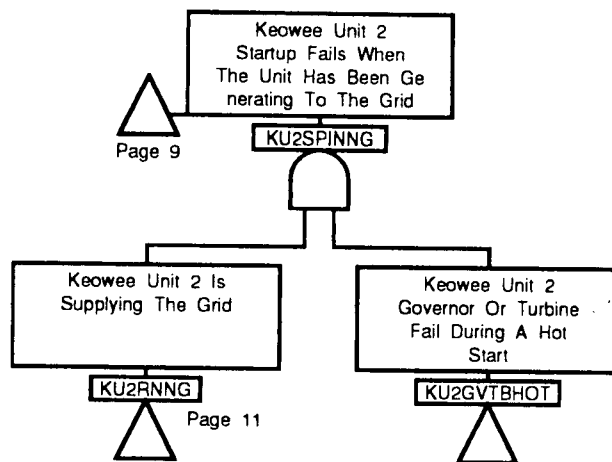 Keowee Unit 2
Startup Fails When
The Unit Has Been Ge
nerating To The Grid
Page 9
KU2SPINNG
Keowee Unit 2 Is
Supplying The Grid
Keowee Unit 2
Governor Or Turbine
Fail During A Hot
Start
KU2RNNG
KU2GVTBHOT
Page 11